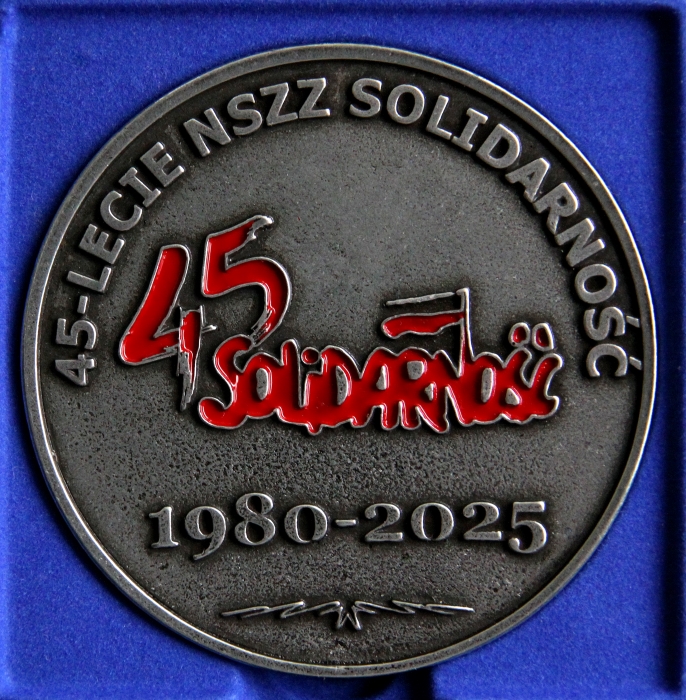 45-LECIE NSZZ SOLIDARNOŚĆ
45
SOLiDARNOŚĆ
1980-2025